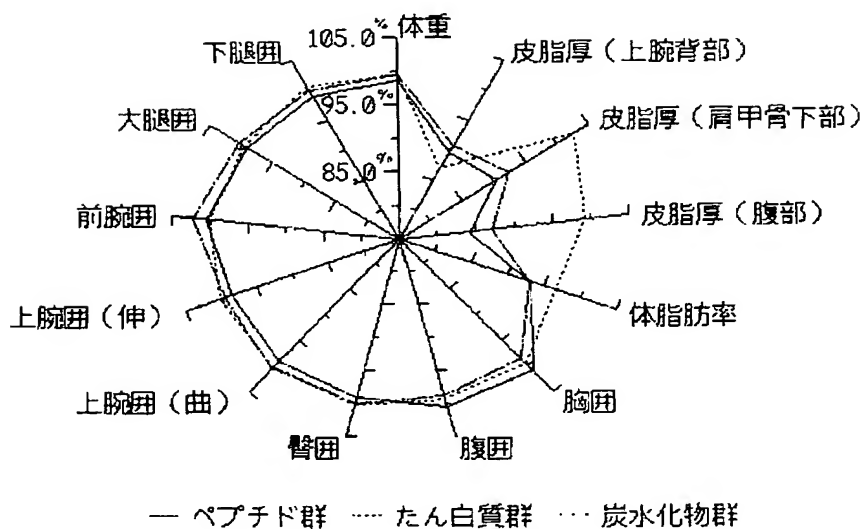 105.0% 体重
下腿囲 皮脂厚（上腕背部）
95.0%
大腿囲 皮脂厚（肩甲骨下部）
85.0%
前腕囲 皮脂厚（腹部）
上腕囲（伸） 体脂肪率
上腕囲（曲） 胸囲
臀囲 腹囲
― ペプチド群 ----- たん白質群 ··· 炭水化物群